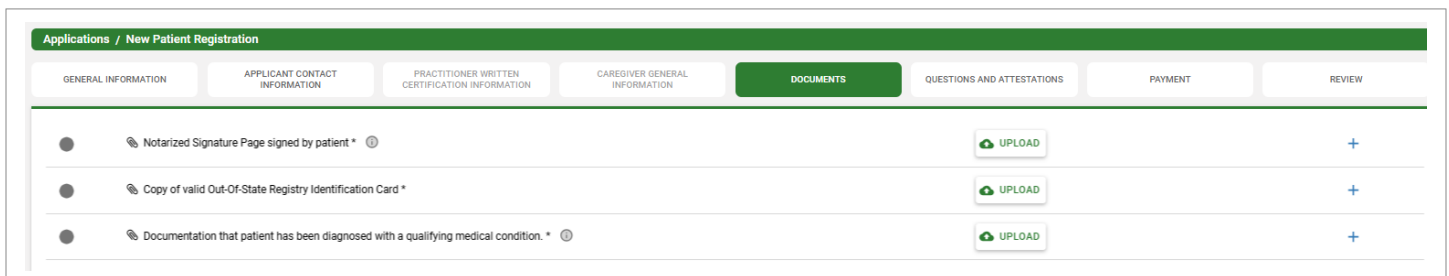 Applications / New Patient Registration
GENERAL INFORMATION
APPLICANT CONTACT
INFORMATION
PRACTITIONER WRITTEN
CERTIFICATION INFORMATION
CAREGIVER GENERAL
INFORMATION
DOCUMENTS
QUESTIONS AND ATTESTATIONS
PAYMENT
REVIEW
Notarized Signature Page signed by patient *
UPLOAD
Copy of valid Out-Of-State Registry Identification Card *
UPLOAD
Documentation that patient has been diagnosed with a qualifying medical condition. *
UPLOAD